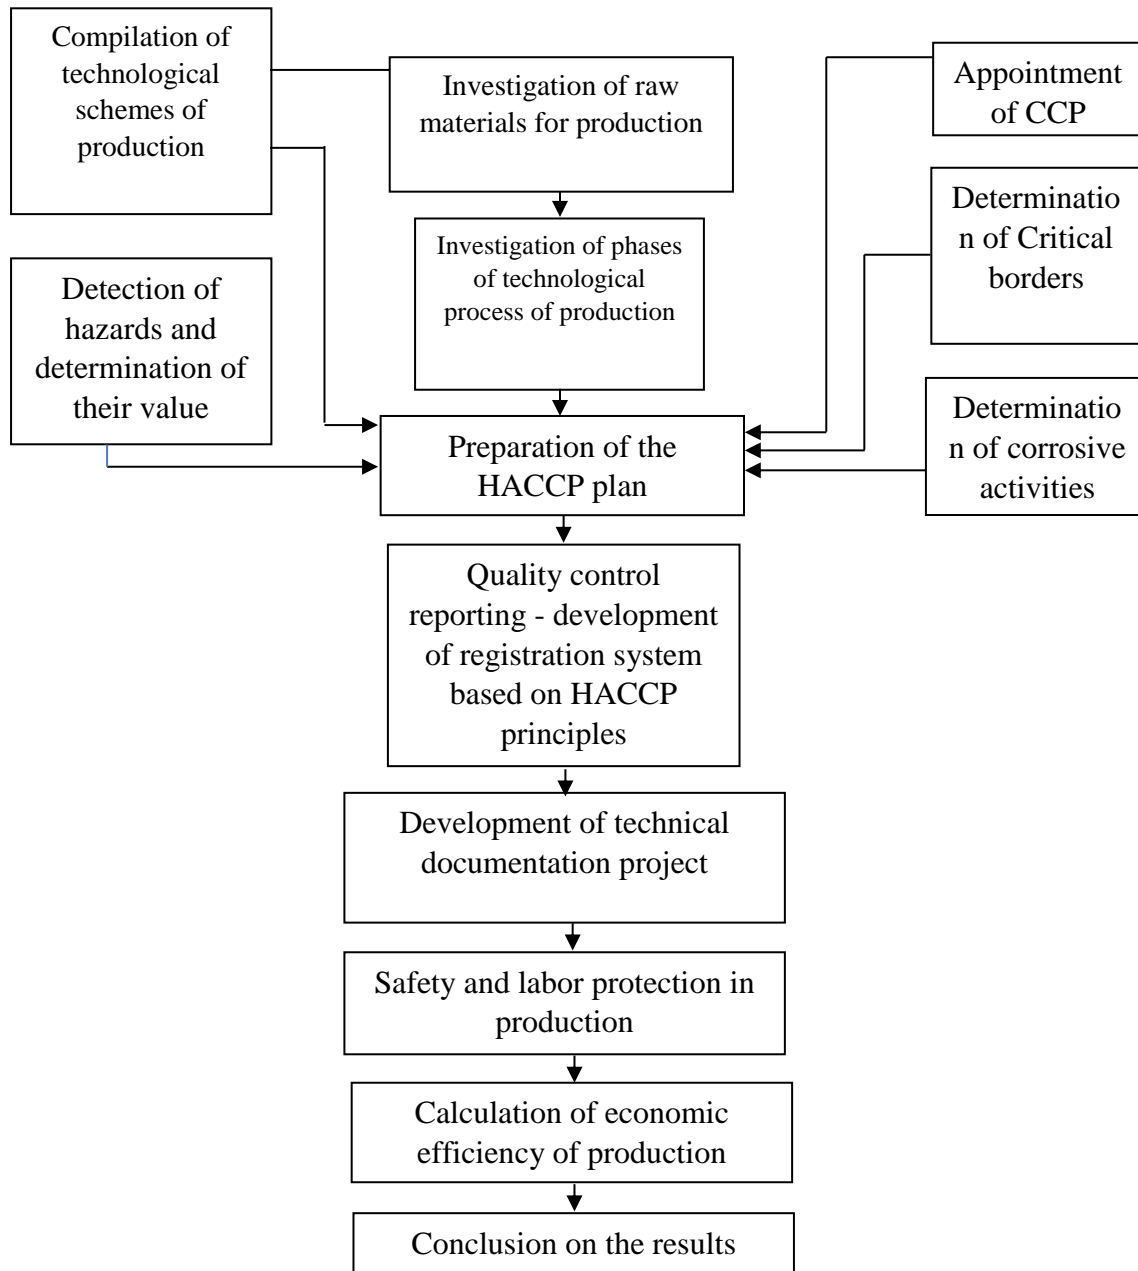 Compilation of
technological
schemes of
production
Investigation of raw
materials for production
Appointment
of CCP
Determinatio
n of Critical
borders
Investigation of phases
of technological
process of production
Detection of
hazards and
determination of
their value
Determinatio
n of corrosive
activities
Preparation of the
HACCP plan
Quality control
reporting - development
of registration system
based on HACCP
principles
Development of technical
documentation project
Safety and labor protection in
production
Calculation of economic
efficiency of production
Conclusion on the results